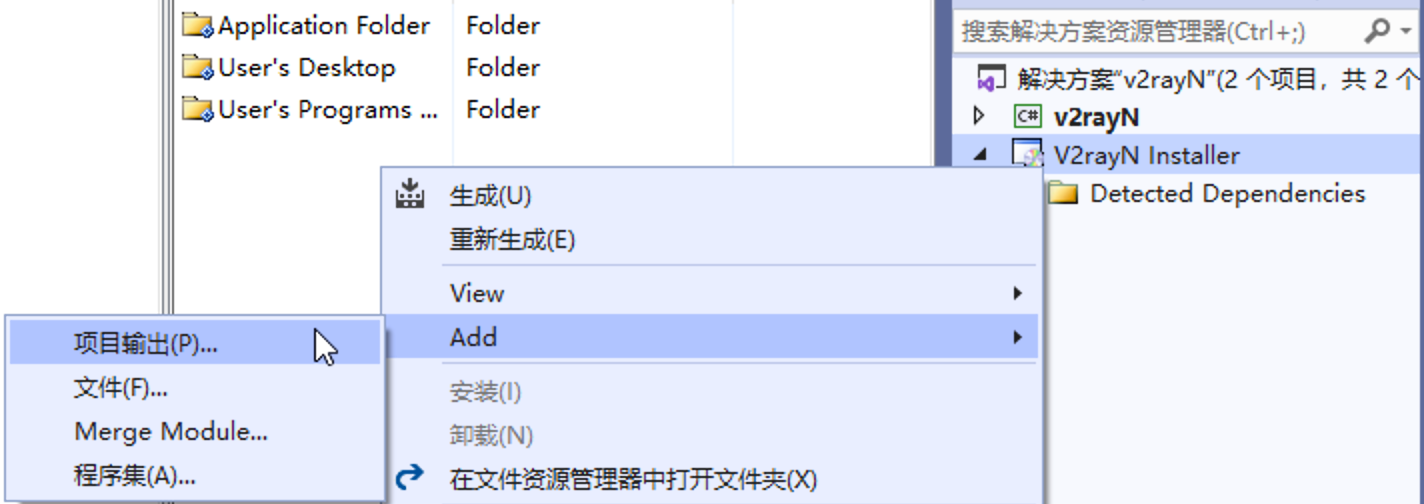 Application Folder Folder
User's Desktop Folder
User's Programs ... Folder
搜索解决方案资源管理器(Ctrl+;)
解决方案"v2rayN"(2 个项目，共 2 个
C# v2rayN
V2rayN Installer
Detected Dependencies
生成(U)
重新生成(E)
View
Add
安装(I)
卸载(N)
在文件资源管理器中打开文件夹(X)
项目输出(P)...
文件(F)...
Merge Module...
程序集(A)...